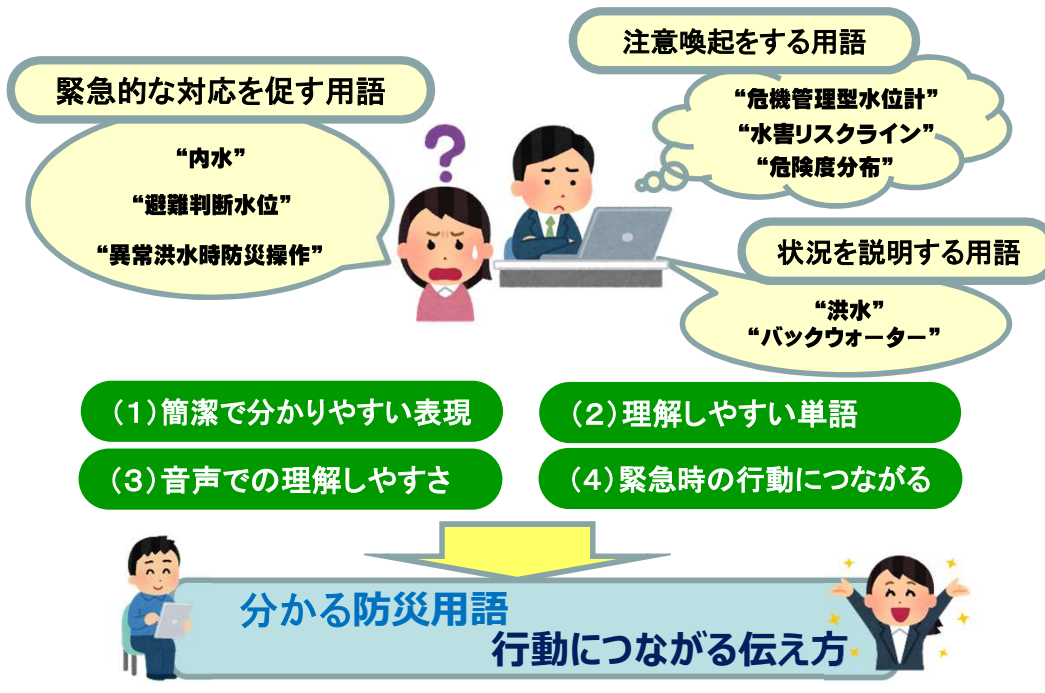 緊急的な対応を促す用語
“内水”
“避難判断水位”
“異常洪水時防災操作”
?
注意喚起をする用語
“危機管理型水位計”
“水害リスクライン”
“危険度分布”
状況を説明する用語
“洪水”
“バックウォーター”
（1）簡潔で分かりやすい表現
（2）理解しやすい単語
（3）音声での理解しやすさ
（4）緊急時の行動につながる
分かる防災用語
行動につながる伝え方